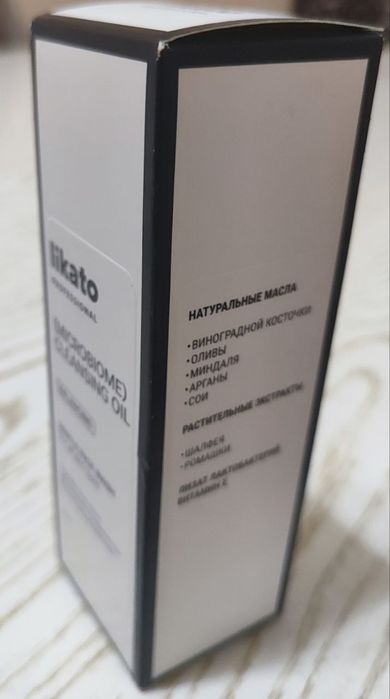 likato
PROFESSIONAL
(MICROBIOME)
CLEANSING OIL
НАТУРАЛЬНЫЕ МАСЛА
•ВИНОГРАДНОЙ КОСТОЧКИ
•ОЛИВЫ
•МИНДАЛЯ
•АРГАНЫ
•СОИ
РАСТИТЕЛЬНЫЕ ЭКСТРАКТЫ
•ШАЛФЕЯ
•РОМАШКИ
ЛИЗАТ ЛАКТОБАКТЕРИЙ
ВИТАМИН Е